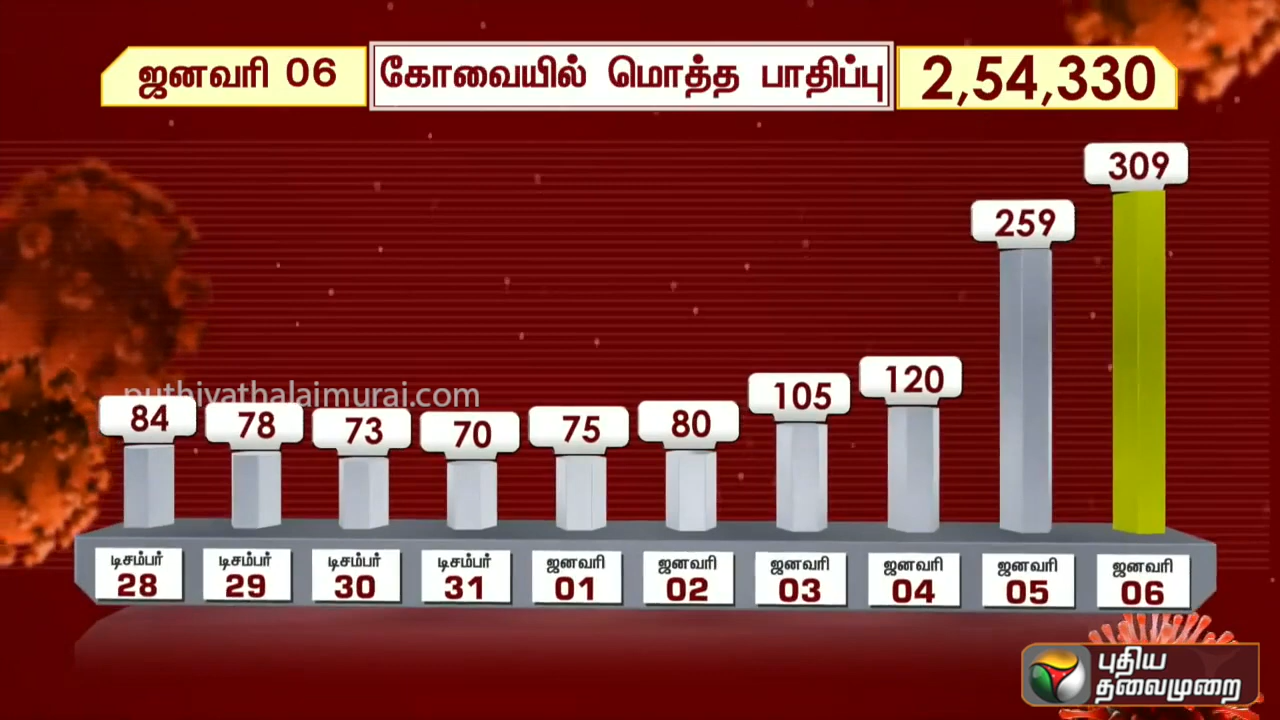 ஜனவரி 06 கோவையில் மொத்த பாதிப்பு 2,54,330
puthiyathalaimurai.com
84 78 73 70 75 80 105 120 259 309
டிசம்பர் டிசம்பர் டிசம்பர் டிசம்பர் ஜனவரி ஜனவரி ஜனவரி ஜனவரி ஜனவரி ஜனவரி
28 29 30 31 01 02 03 04 05 06
புதிய
தலைமுறை